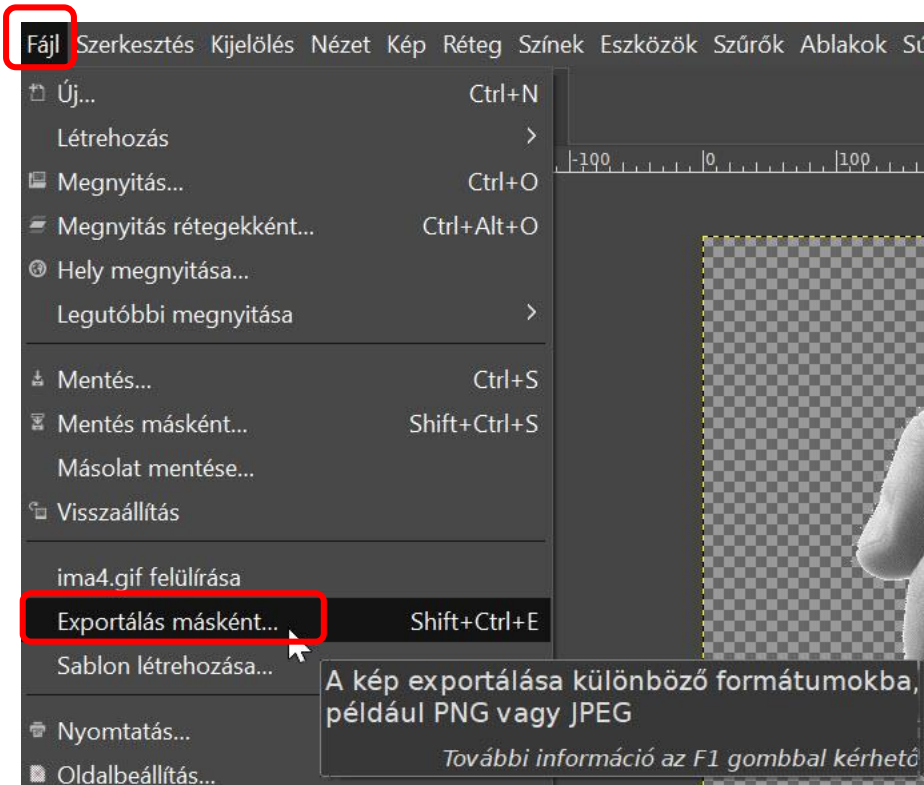 Fájl Szerkesztés Kijelölés Nézet Kép Réteg Színek Eszközök Szűrők Ablakok
Új... Ctrl+N
Létrehozás >
-100 0 100
Megnyitás... Ctrl+O
Megnyitás rétegekként... Ctrl+Alt+O
Hely megnyitása...
Legutóbbi megnyitása >
Mentés... Ctrl+S
Mentés másként... Shift+Ctrl+S
Másolat mentése...
Visszaállítás
ima4.gif felülírása
Exportálás másként... Shift+Ctrl+E
Sablon létrehozása...
A kép exportálása különböző formátumokba,
például PNG vagy JPEG
További információ az F1 gombbal kérhető
Nyomtatás...
Oldalbeállítás...